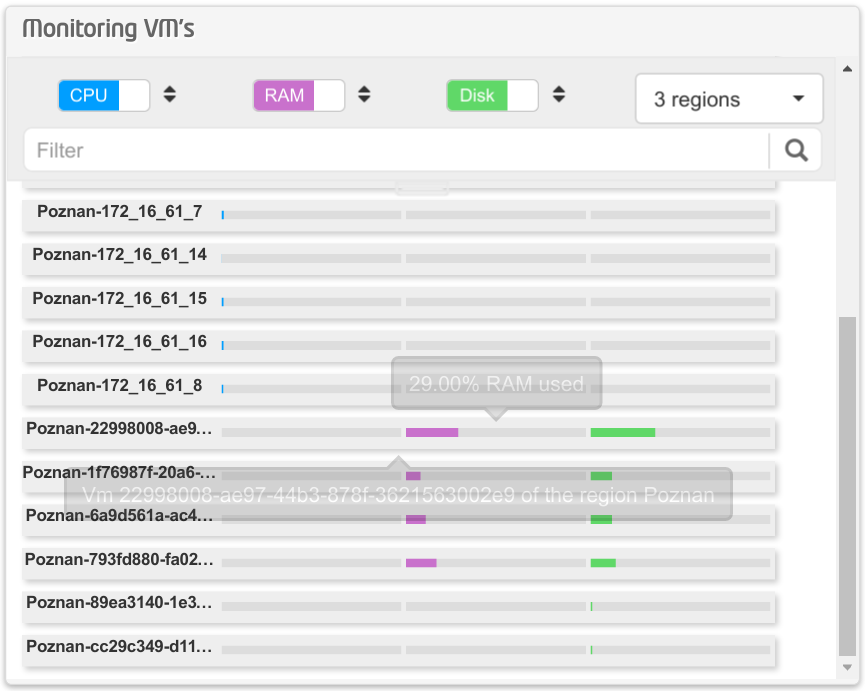 Monitoring VM's
CPU
RAM
Disk
3 regions
Filter
Poznan-172_16_61_7
Poznan-172_16_61_14
Poznan-172_16_61_15
Poznan-172_16_61_16
Poznan-172_16_61_8
29.00% RAM used
Poznan-22998008-ae9...
Poznan-1f76987f-20a6-...
Vm 22998008-ae97-44b3-878f-3621563002e9 of the region Poznan
Poznan-6a9d561a-ac4...
Poznan-793fd880-fa02...
Poznan-89ea3140-1e3...
Poznan-cc29c349-d11...